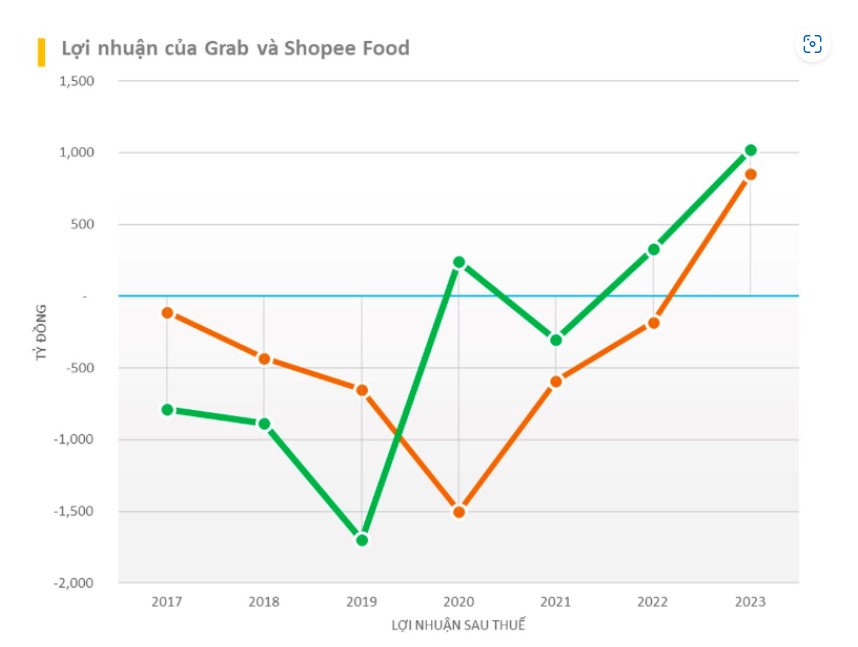 Lợi nhuận của Grab và Shopee Food
1,500
1,000
500
-
-500
-1,000
-1,500
-2,000
TỶ ĐỒNG
2017 2018 2019 2020 2021 2022 2023
LỢI NHUẬN SAU THUẾ